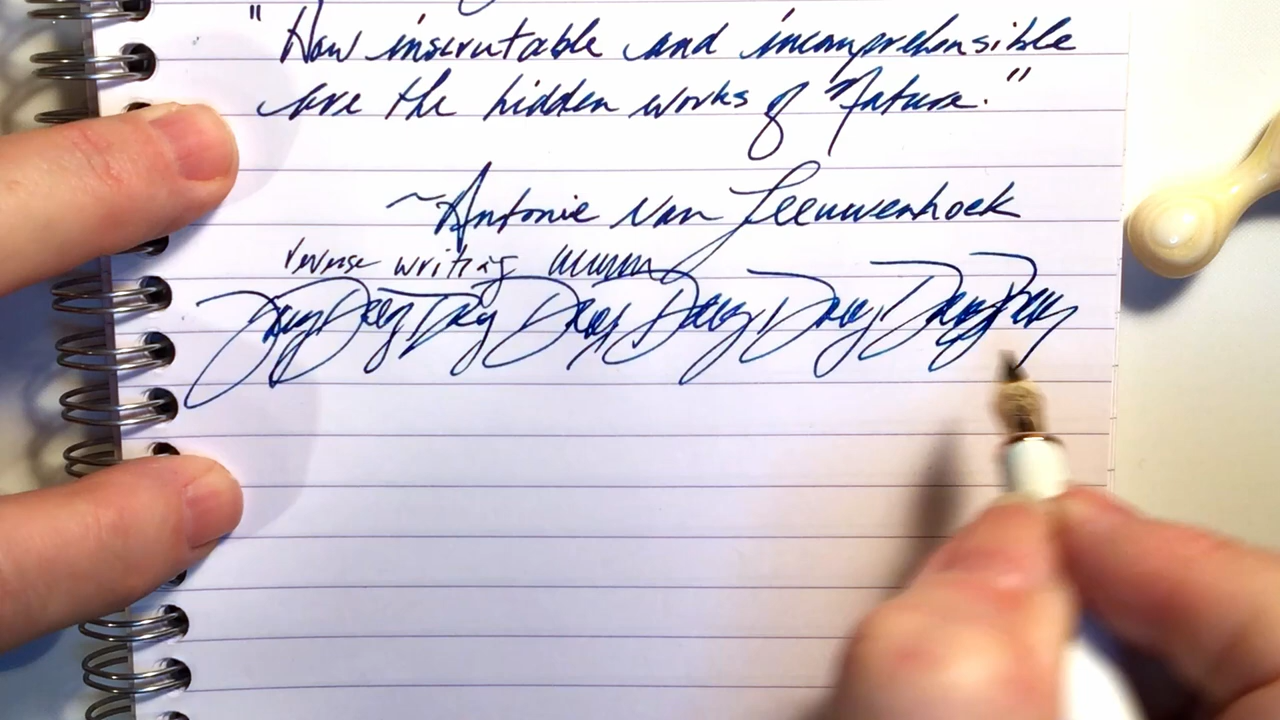 "How inscrutable and incomprehensible
are the hidden works of Nature."
~Antonie Van Leeuwenhoek
reverse writing